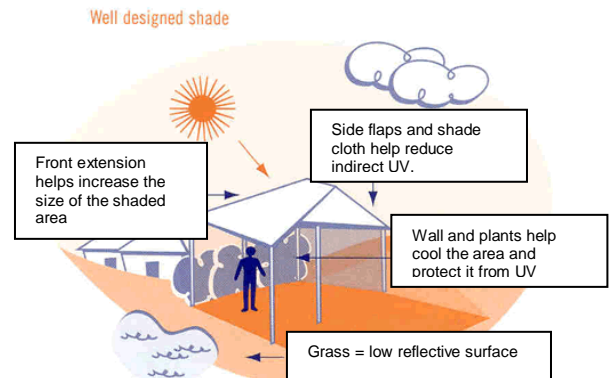 Well designed shade
Side flaps and shade
cloth help reduce
indirect UV.
Front extension
helps increase the
size of the shaded
area
Wall and plants help
cool the area and
protect it from UV
Grass = low reflective surface